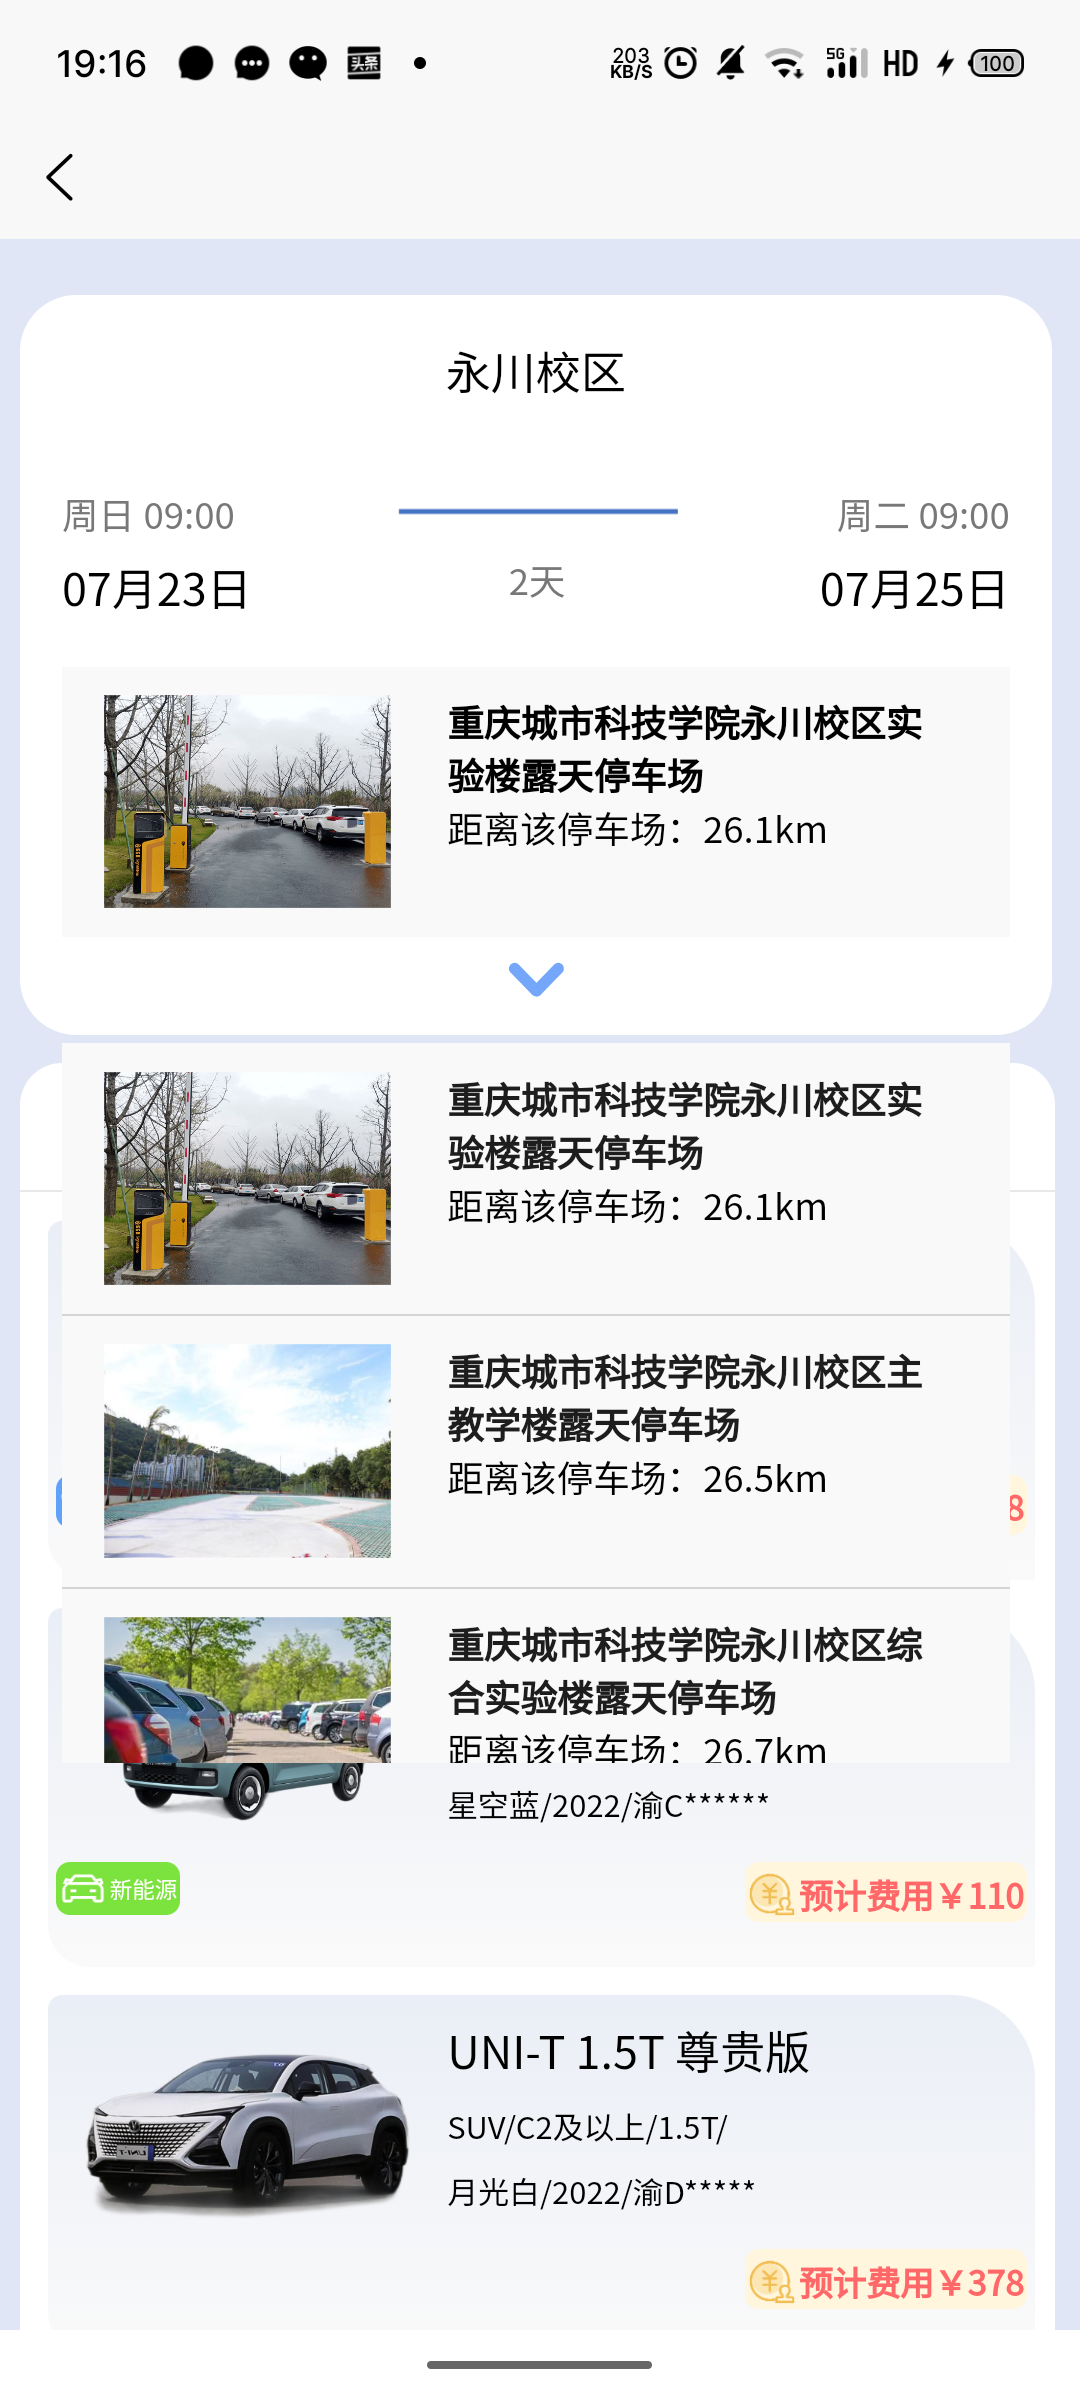 19:16
头条
203
KB/S
5G
HD
100
永川校区
周日 09:00
周二 09:00
07月23日
2天
07月25日
重庆城市科技学院永川校区实
验楼露天停车场
距离该停车场：26.1km
重庆城市科技学院永川校区实
验楼露天停车场
距离该停车场：26.1km
重庆城市科技学院永川校区主
教学楼露天停车场
距离该停车场：26.5km
8
重庆城市科技学院永川校区综
合实验楼露天停车场
距离该停车场：26.7km
星空蓝/2022/渝C******
新能源
预计费用￥110
UNI-T 1.5T 尊贵版
SUV/C2及以上/1.5T/
月光白/2022/渝D*****
预计费用￥378